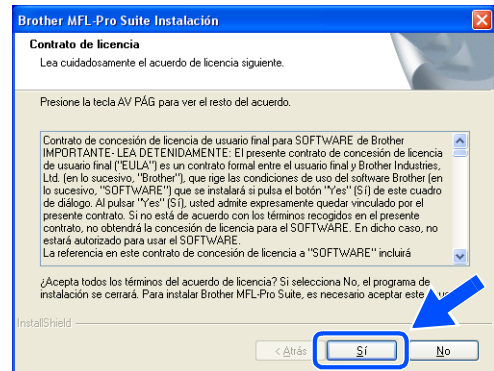 Brother MFL-Pro Suite Instalación
Contrato de licencia
Lea cuidadosamente el acuerdo de licencia siguiente.
Presione la tecla AV PÁG para ver el resto del acuerdo.
Contrato de concesión de licencia de usuario final para SOFTWARE de Brother
IMPORTANTE- LEA DETENIDAMENTE: El presente contrato de concesión de licencia
de usuario final ("EULA") es un contrato formal entre el usuario final y Brother Industries,
Ltd. (en lo sucesivo, "Brother"), que rige las condiciones de uso del software Brother (en
lo sucesivo, "SOFTWARE") que se instalará si pulsa el botón "Yes" (Sí) de este cuadro
de diálogo. Al pulsar "Yes" (Sí), usted admite expresamente quedar vinculado por el
presente contrato. Si no está de acuerdo con los términos recogidos en el presente
contrato, no obtendrá la concesión de licencia para el SOFTWARE. En dicho caso, no
estará autorizado para usar el SOFTWARE.
La referencia en este contrato de concesión de licencia a "SOFTWARE" incluirá
¿Acepta todos los términos del acuerdo de licencia? Si selecciona No, el programa de
instalación se cerrará. Para instalar Brother MFL-Pro Suite, es necesario aceptar este
InstallShield
< Atrás Sí No